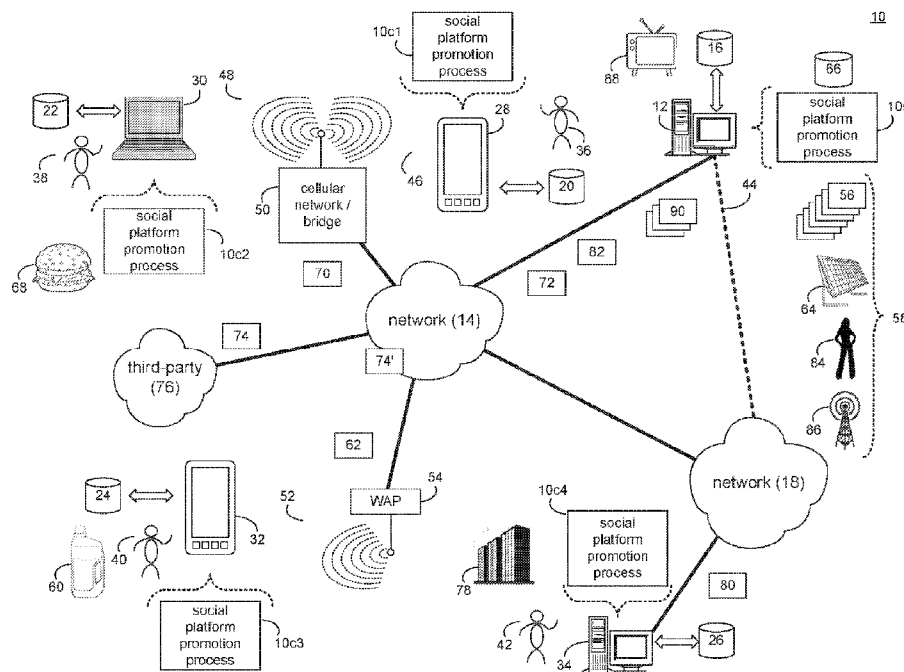 10
10c1
social
platform
promotion
process
88
16
66
12
social
platform
promotion
process
30
48
22
38
28
36
46
20
50
cellular
network /
bridge
44
90
56
social
platform
promotion
process
10c2
68
70
82
72
64
58
84
86
network (14)
74
74'
third-party
(76)
62
network (18)
24
52
WAP
54
32
40
60
10c4
social
platform
promotion
process
78
80
social
platform
promotion
process
10c3
42
34
26